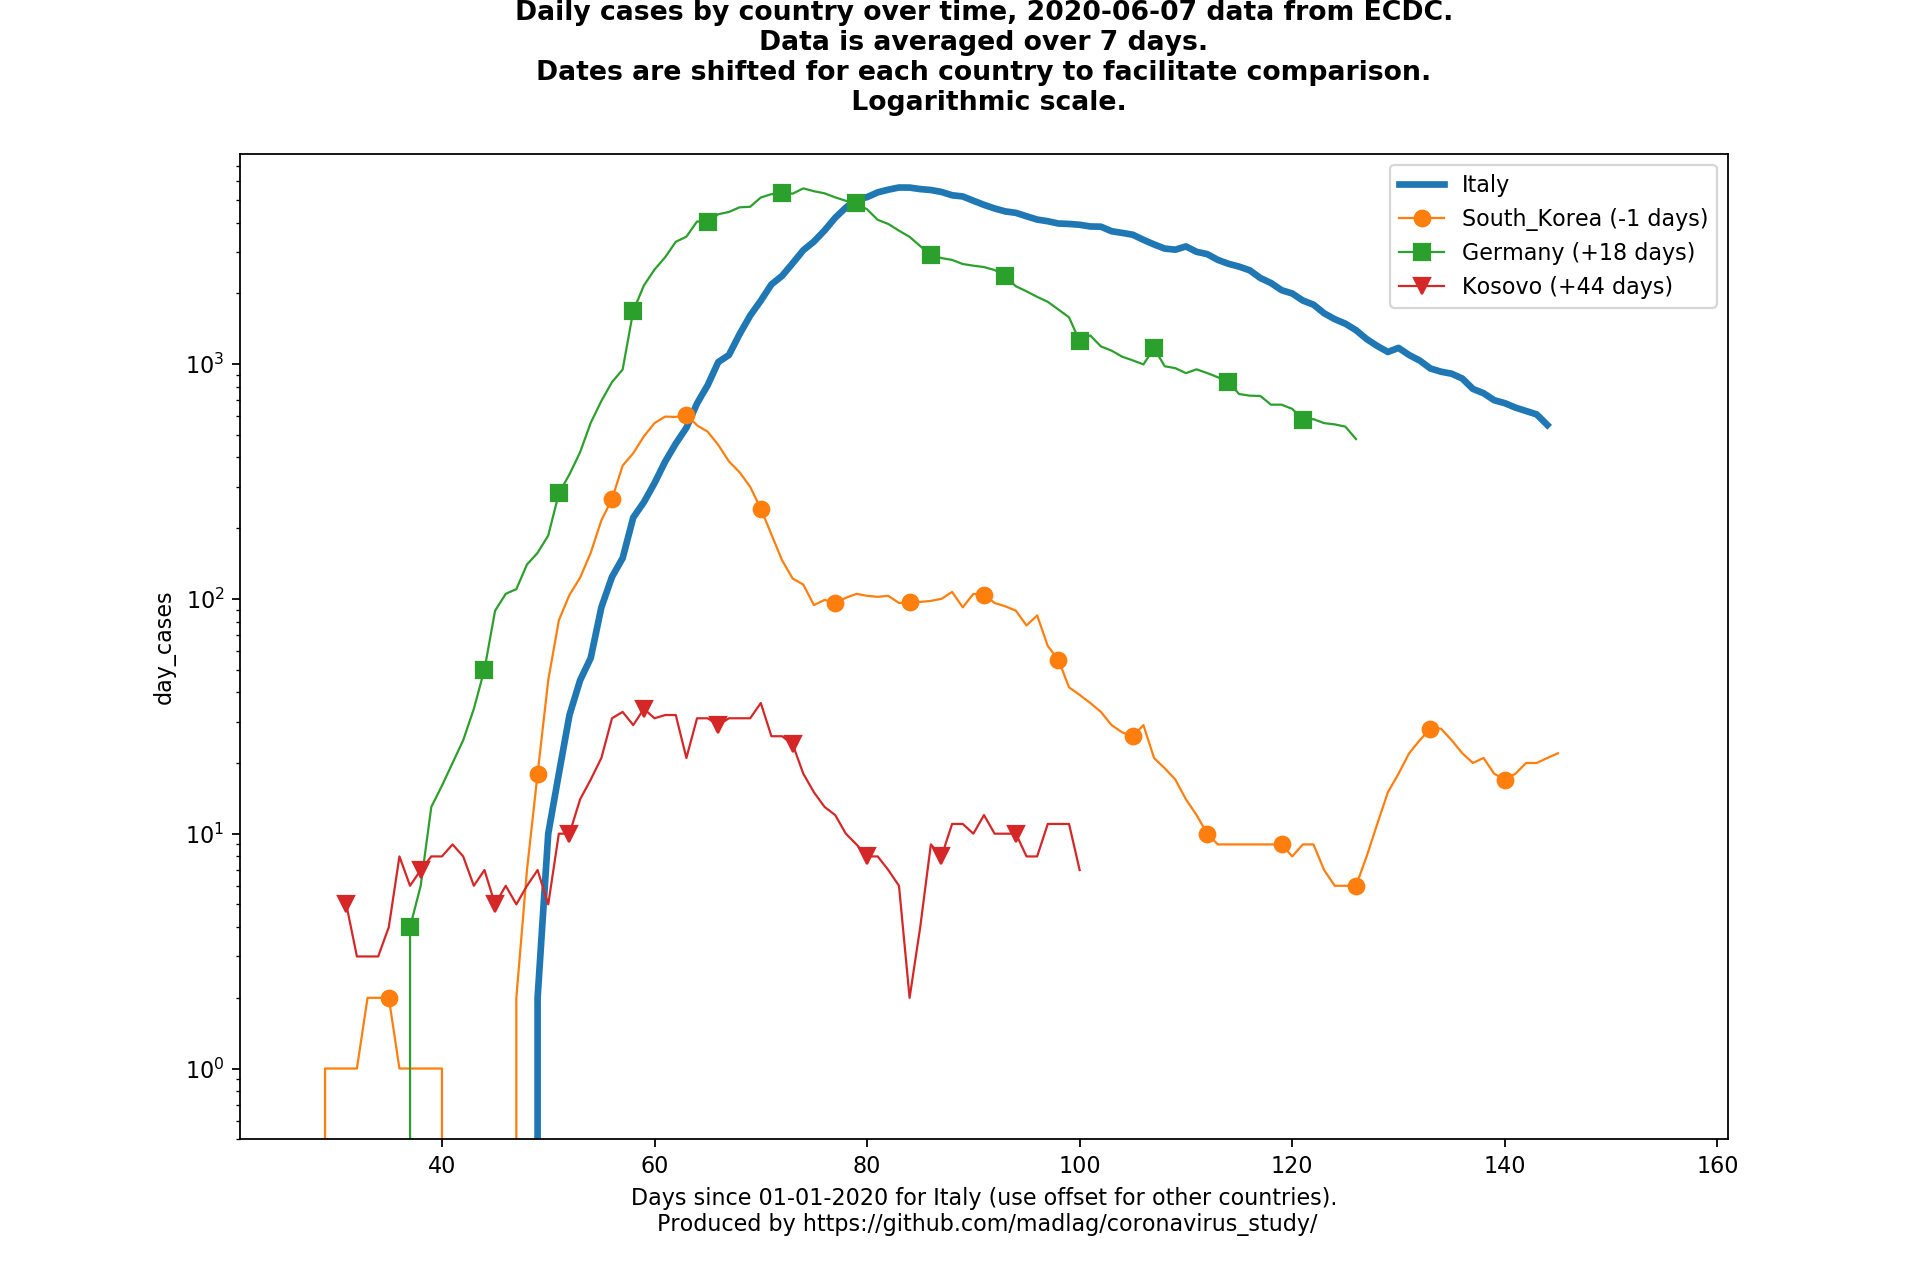 Daily cases by country over time, 2020-06-07 data from ECDC.
Data is averaged over 7 days.
Dates are shifted for each country to facilitate comparison.
Logarithmic scale.
Italy
South_Korea (-1 days)
Germany (+18 days)
Kosovo (+44 days)
day_cases
10³
10²
10¹
10⁰
40 60 80 100 120 140 160
Days since 01-01-2020 for Italy (use offset for other countries).
Produced by https://github.com/madlag/coronavirus_study/